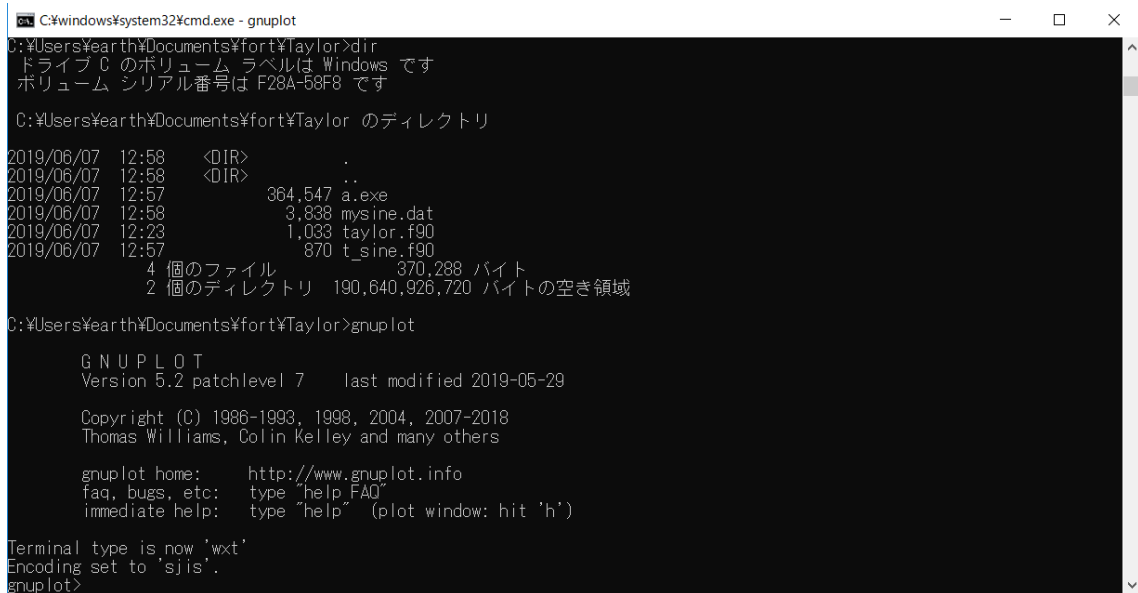 C:¥windows¥system32¥cmd.exe - gnuplot
C:¥Users¥earth¥Documents¥fort¥Taylor>dir
ドライブ C のボリューム ラベルは Windows です
ボリューム シリアル番号は F28A-58F8 です
C:¥Users¥earth¥Documents¥fort¥Taylor のディレクトリ
2019/06/07 12:58 <DIR> .
2019/06/07 12:58 <DIR> ..
2019/06/07 12:57 364,547 a.exe
2019/06/07 12:58 3,838 mysine.dat
2019/06/07 12:23 1,033 taylor.f90
2019/06/07 12:57 870 t_sine.f90
4 個のファイル 370,288 バイト
2 個のディレクトリ 190,640,926,720 バイトの空き領域
C:¥Users¥earth¥Documents¥fort¥Taylor>gnuplot
G N U P L O T
Version 5.2 patchlevel 7 last modified 2019-05-29
Copyright (C) 1986-1993, 1998, 2004, 2007-2018
Thomas Williams, Colin Kelley and many others
gnuplot home: http://www.gnuplot.info
faq, bugs, etc: type "help FAQ"
immediate help: type "help" (plot window: hit 'h')
Terminal type is now 'wxt'
Encoding set to 'sjis'.
gnuplot>